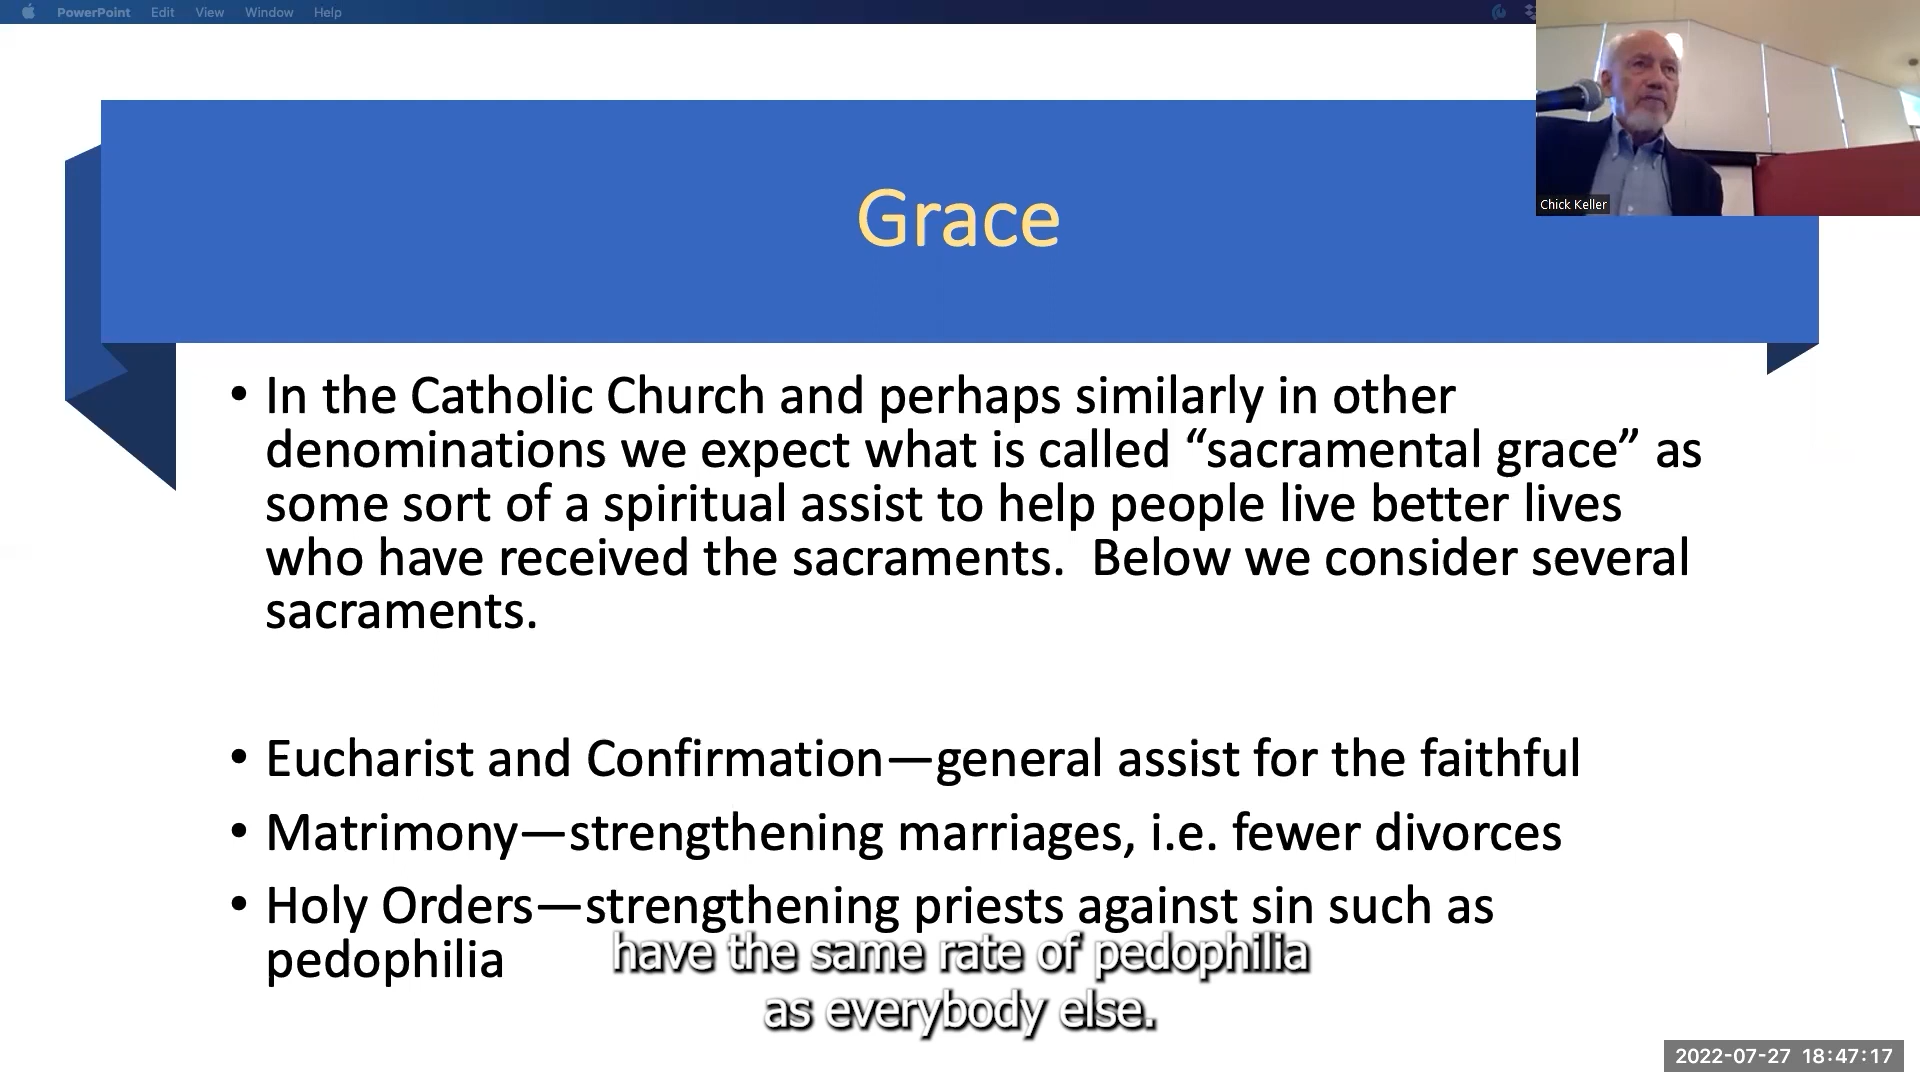 PowerPoint Edit View Window Help
Chick Keller
Grace
• In the Catholic Church and perhaps similarly in other
denominations we expect what is called “sacramental grace” as
some sort of a spiritual assist to help people live better lives
who have received the sacraments.  Below we consider several
sacraments.
• Eucharist and Confirmation—general assist for the faithful
• Matrimony—strengthening marriages, i.e. fewer divorces
• Holy Orders—strengthening priests against sin such as
pedophilia
have the same rate of pedophilia
as everybody else.
2022-07-27 18:47:17